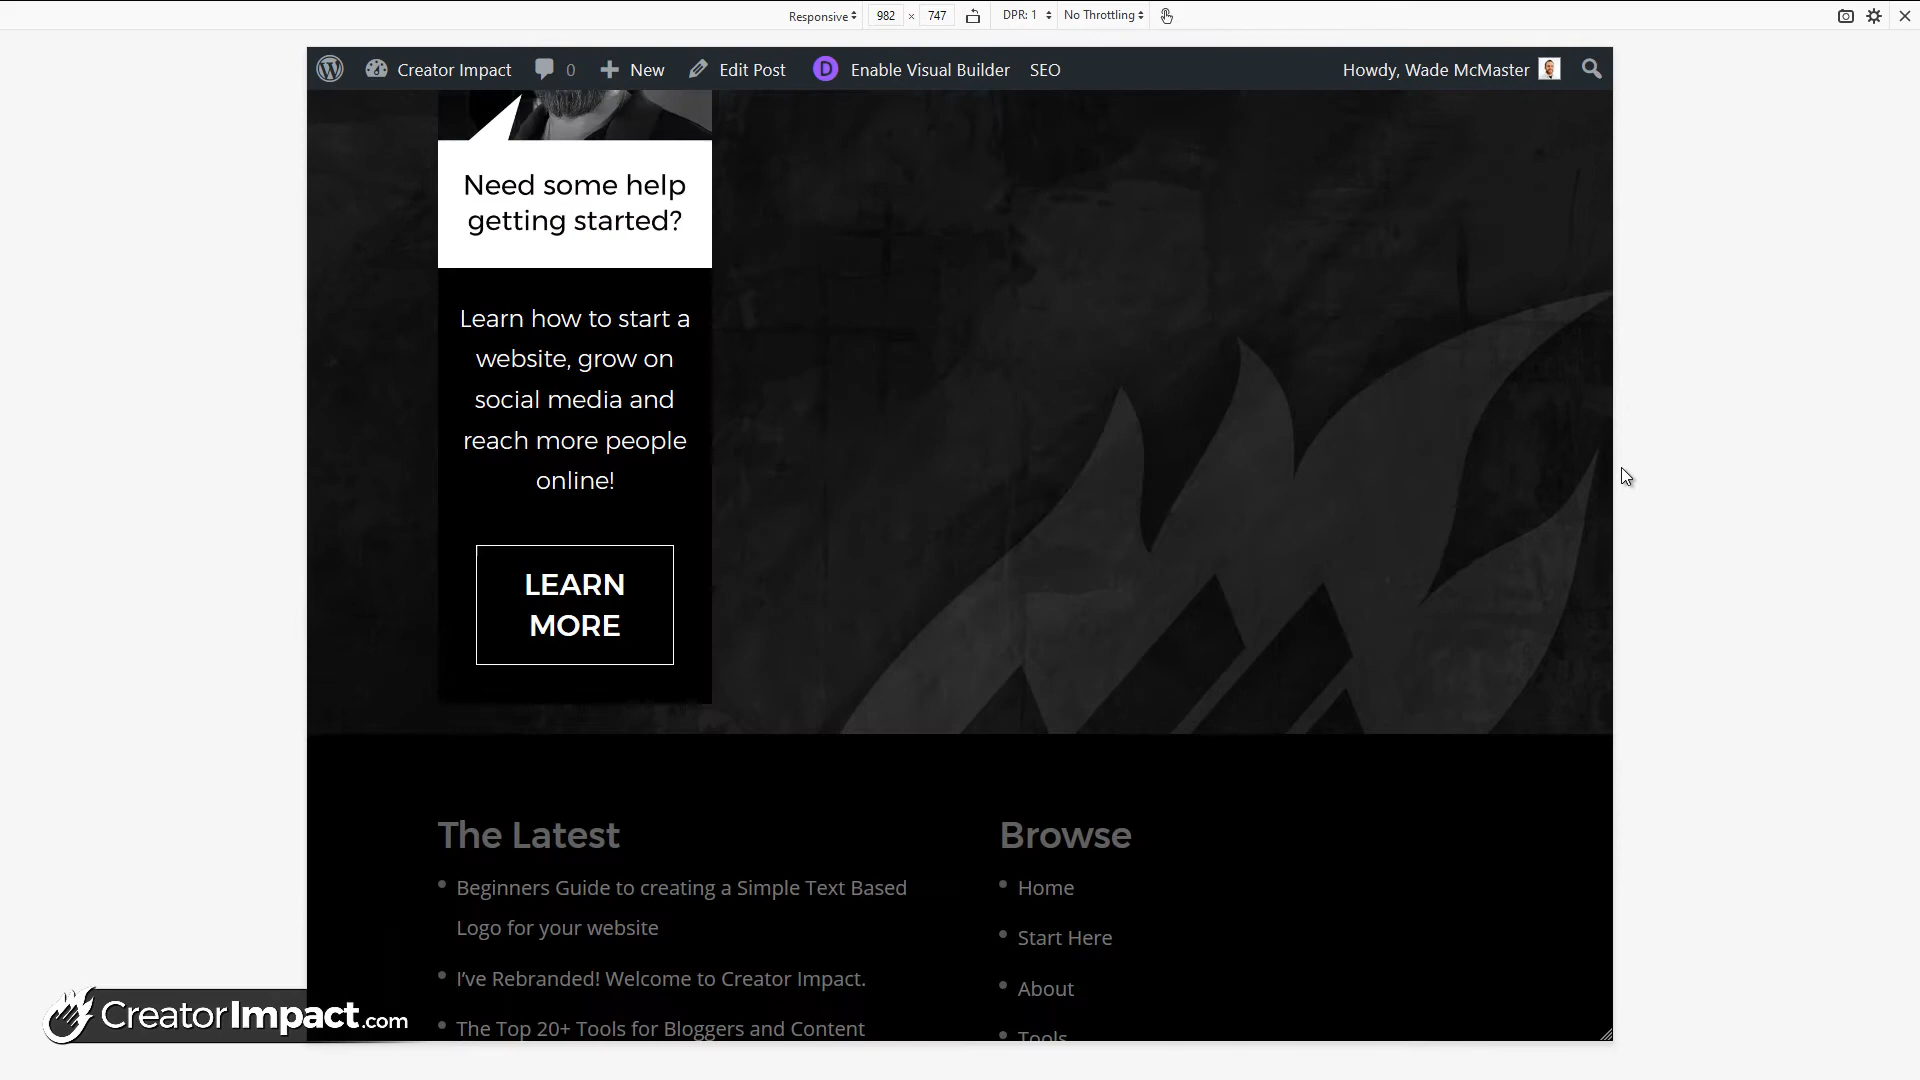 Responsive 982 × 747 DPR: 1 No Throttling
Creator Impact 0 New Edit Post D Enable Visual Builder SEO Howdy, Wade McMaster
Need some help
getting started?
Learn how to start a
website, grow on
social media and
reach more people
online!
LEARN
MORE
The Latest
Beginners Guide to creating a Simple Text Based
Logo for your website
I've Rebranded! Welcome to Creator Impact.
The Top 20+ Tools for Bloggers and Content
Browse
Home
Start Here
About
Tools
CreatorImpact.com